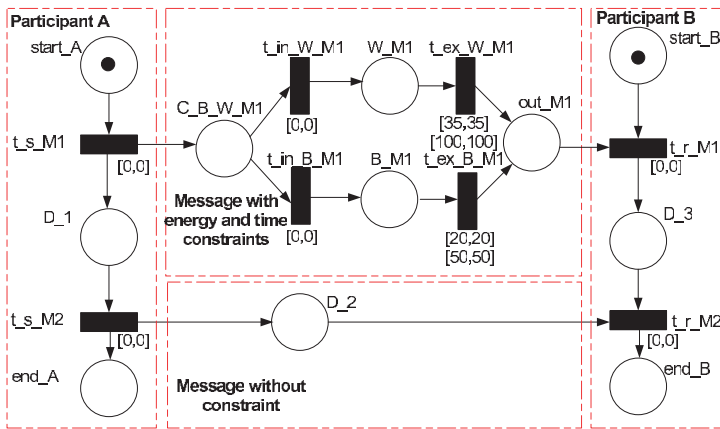 Participant A
start_A
t_s_M1
[0,0]
D_1
t_s_M2
[0,0]
end_A
t_in_W_M1
W_M1
t_ex_W_M1
C_B_W_M1
[0,0]
[35,35]
[100,100]
out_M1
t_in_B_M1
B_M1
t_ex_B_M1
Message with
energy and time
constraints
[0,0]
[20,20]
[50,50]
D_2
Message without
constraint
Participant B
start_B
t_r_M1
[0,0]
D_3
t_r_M2
[0,0]
end_B